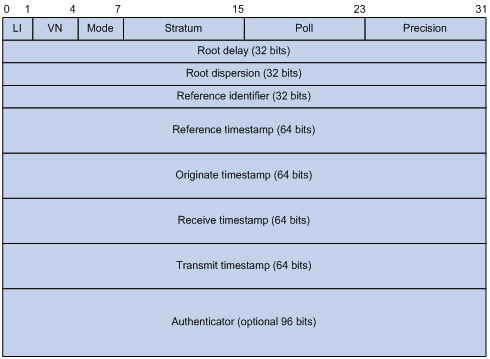 0 1 4 7 15 23 31
LI VN Mode Stratum Poll Precision
Root delay (32 bits)
Root dispersion (32 bits)
Reference identifier (32 bits)
Reference timestamp (64 bits)
Originate timestamp (64 bits)
Receive timestamp (64 bits)
Transmit timestamp (64 bits)
Authenticator (optional 96 bits)